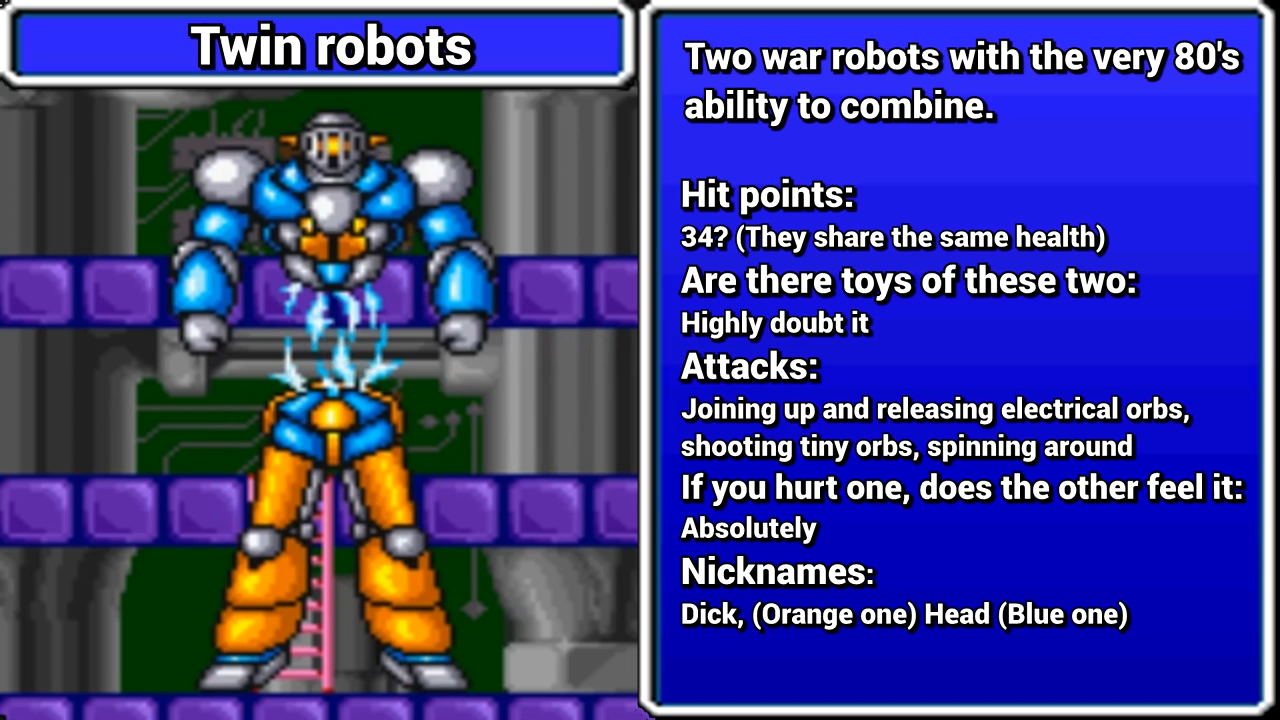 Twin robots
Two war robots with the very 80's
ability to combine.
Hit points:
34? (They share the same health)
Are there toys of these two:
Highly doubt it
Attacks:
Joining up and releasing electrical orbs,
shooting tiny orbs, spinning around
If you hurt one, does the other feel it:
Absolutely
Nicknames:
Dick, (Orange one) Head (Blue one)